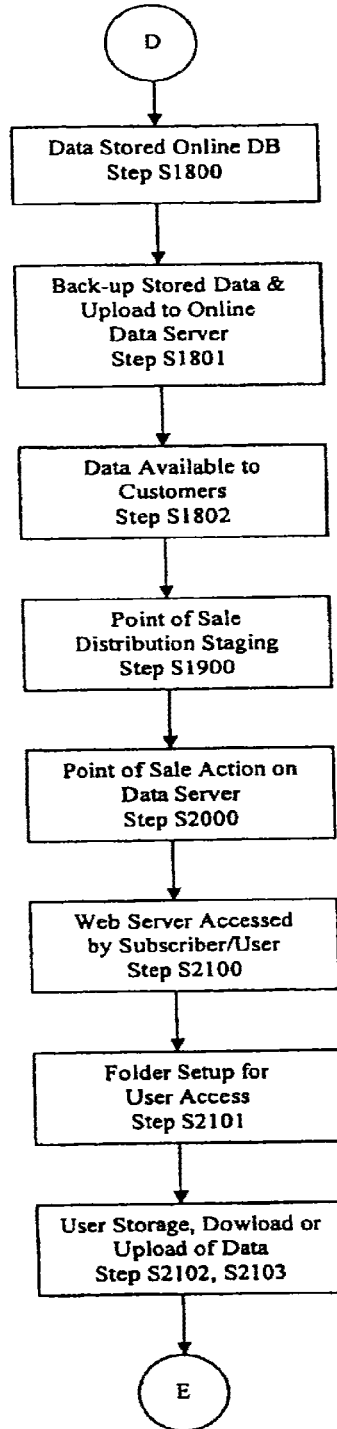 D
Data Stored Online DB
Step S1800
Back-up Stored Data &
Upload to Online
Data Server
Step S1801
Data Available to
Customers
Step S1802
Point of Sale
Distribution Staging
Step S1900
Point of Sale Action on
Data Server
Step S2000
Web Server Accessed
by Subscriber/User
Step S2100
Folder Setup for
User Access
Step S2101
User Storage, Dowload or
Upload of Data
Step S2102, S2103
E